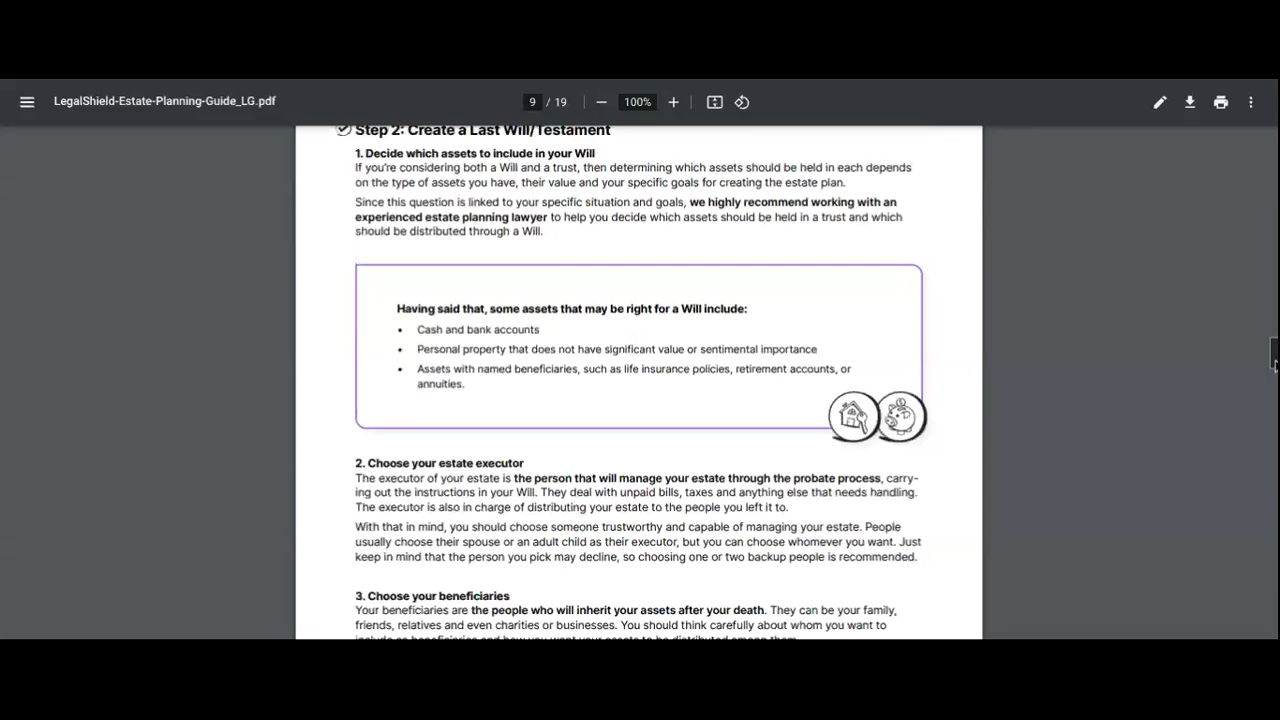 LegalShield-Estate-Planning-Guide_LG.pdf
9 / 19
100%
Step 2: Create a Last Will/Testament
1. Decide which assets to include in your Will
If you're considering both a Will and a trust, then determining which assets should be held in each depends
on the type of assets you have, their value and your specific goals for creating the estate plan.
Since this question is linked to your specific situation and goals, we highly recommend working with an
experienced estate planning lawyer to help you decide which assets should be held in a trust and which
should be distributed through a Will.
Having said that, some assets that may be right for a Will include:
• Cash and bank accounts
• Personal property that does not have significant value or sentimental importance
• Assets with named beneficiaries, such as life insurance policies, retirement accounts, or
annuities.
2. Choose your estate executor
The executor of your estate is the person that will manage your estate through the probate process, carry-
ing out the instructions in your Will. They deal with unpaid bills, taxes and anything else that needs handling.
The executor is also in charge of distributing your estate to the people you left it to.
With that in mind, you should choose someone trustworthy and capable of managing your estate. People
usually choose their spouse or an adult child as their executor, but you can choose whomever you want. Just
keep in mind that the person you pick may decline, so choosing one or two backup people is recommended.
3. Choose your beneficiaries
Your beneficiaries are the people who will inherit your assets after your death. They can be your family,
friends, relatives and even charities or businesses. You should think carefully about whom you want to
include as beneficiaries and how you want your assets to be distributed among them.